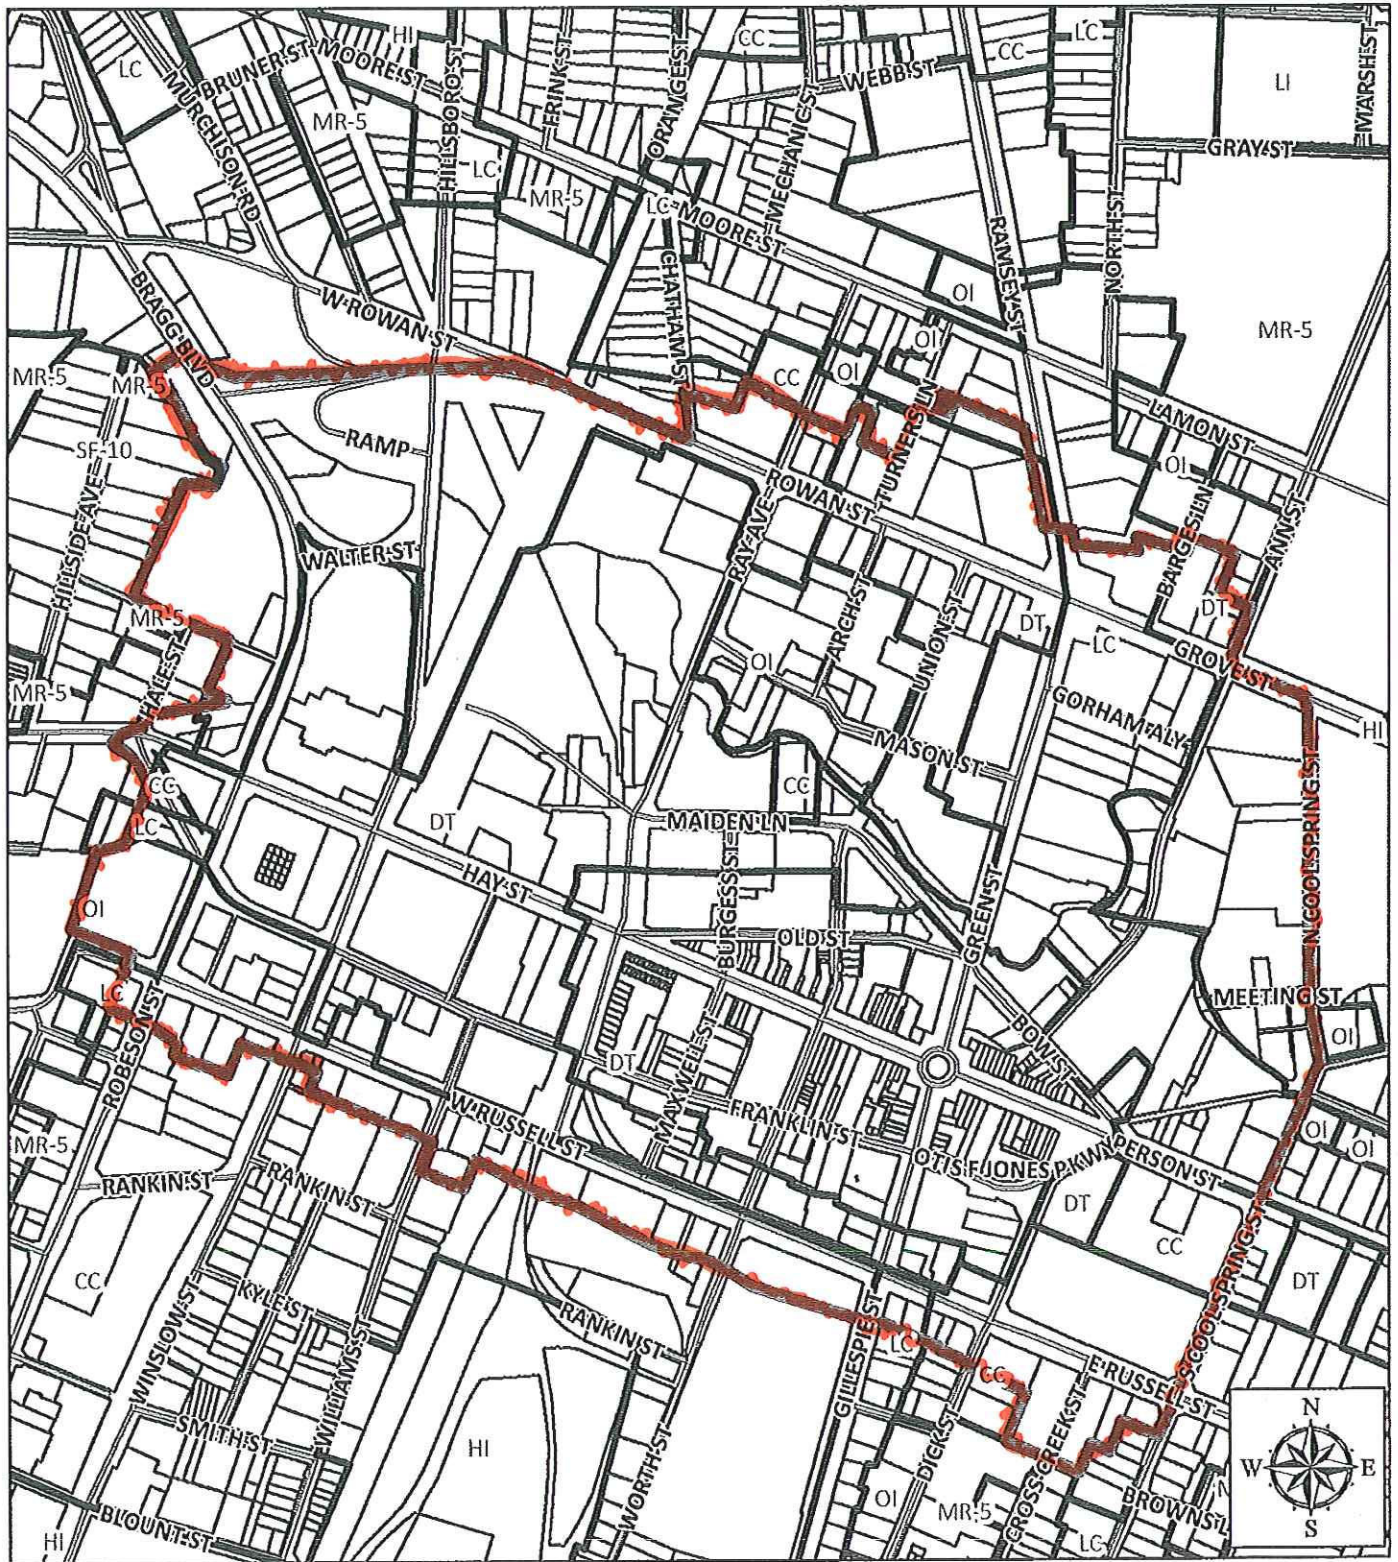 HI
CC
LC
LC
BRUNER ST
MOORE ST
FRINK ST
ORANGE ST
WEBB ST
CC
LI
MARSH ST
MURCHISON RD
MR-5
HILLSBORO ST
LC
MR-5
MECHANIC ST
GRAY ST
LC
MOORE ST
RAMSEY ST
NORTH ST
BRAGG BLVD
W ROWAN ST
CHATHAM ST
OI
OI
MR-5
MR-5
MR-5
CC
OI
LAMON ST
SF-10
RAMP
TURNERS LN
OI
HILLSIDE AVE
ROWAN ST
RAY AVE
BARGES LN
ANN ST
WALTER ST
ARCH ST
UNION ST
DT
DT
MR-5
LC
GROVE ST
HALE ST
OI
MR-5
GORHAM ALY
HI
MASON ST
N COOL SPRING ST
CC
CC
LC
DT
MAIDEN LN
HAY ST
BURGESS ST
GREEN ST
OI
OLD ST
LC
MEETING ST
ROBESON ST
BOW ST
OI
DT
MAXWELL ST
W RUSSELL ST
FRANKLIN ST
OTIS F JONES PKWY
PERSON ST
OI
OI
MR-5
RANKIN ST
RANKIN ST
DT
CC
S COOL SPRING ST
DT
CC
WINSLOW ST
KYLE ST
WILLIAMS ST
RANKIN ST
GILLESPIE ST
LC
CC
E RUSSELL ST
SMITH ST
HI
WORTH ST
DICK ST
CROSS CREEK ST
N
W
E
S
OI
MR-5
BLOUNT ST
LC
HI